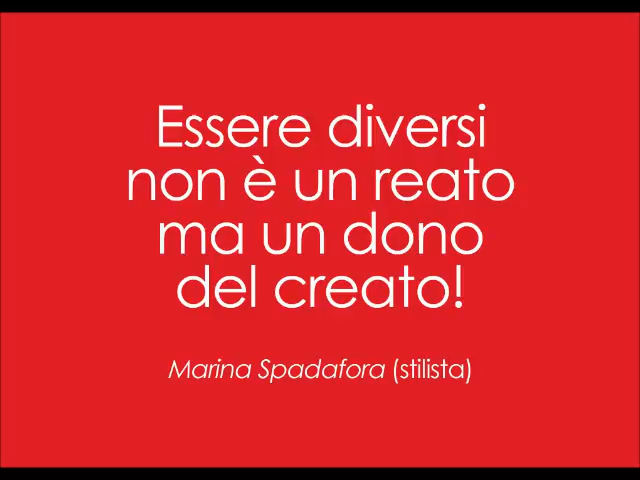 Essere diversi
non è un reato
ma un dono
del creato!
Marina Spadafora (stilista)